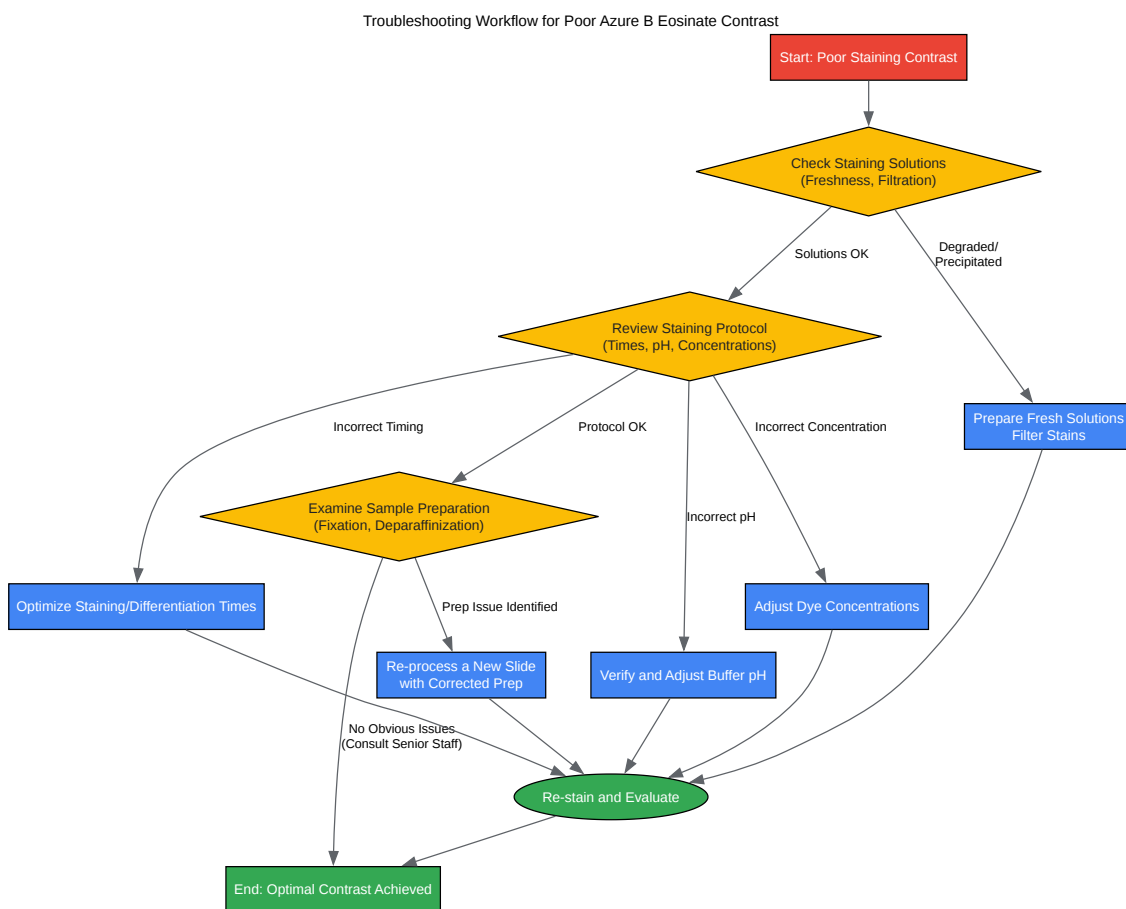 Troubleshooting Workflow for Poor Azure B Eosinate Contrast
Start: Poor Staining Contrast
Check Staining Solutions
(Freshness, Filtration)
Solutions OK
Degraded/
Precipitated
Review Staining Protocol
(Times, pH, Concentrations)
Prepare Fresh Solutions
Filter Stains
Incorrect Timing
Protocol OK
Incorrect Concentration
Examine Sample Preparation
(Fixation, Deparaffinization)
Incorrect pH
Optimize Staining/Differentiation Times
Prep Issue Identified
Adjust Dye Concentrations
Re-process a New Slide
with Corrected Prep
Verify and Adjust Buffer pH
No Obvious Issues
(Consult Senior Staff)
Re-stain and Evaluate
End: Optimal Contrast Achieved